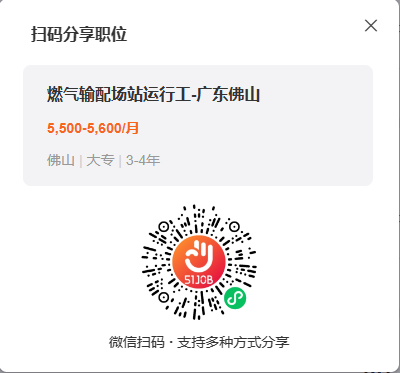 扫码分享职位
燃气输配场站运行工-广东佛山
5,500-5,600/月
佛山 | 大专 | 3-4年
51JOB
微信扫码 · 支持多种方式分享